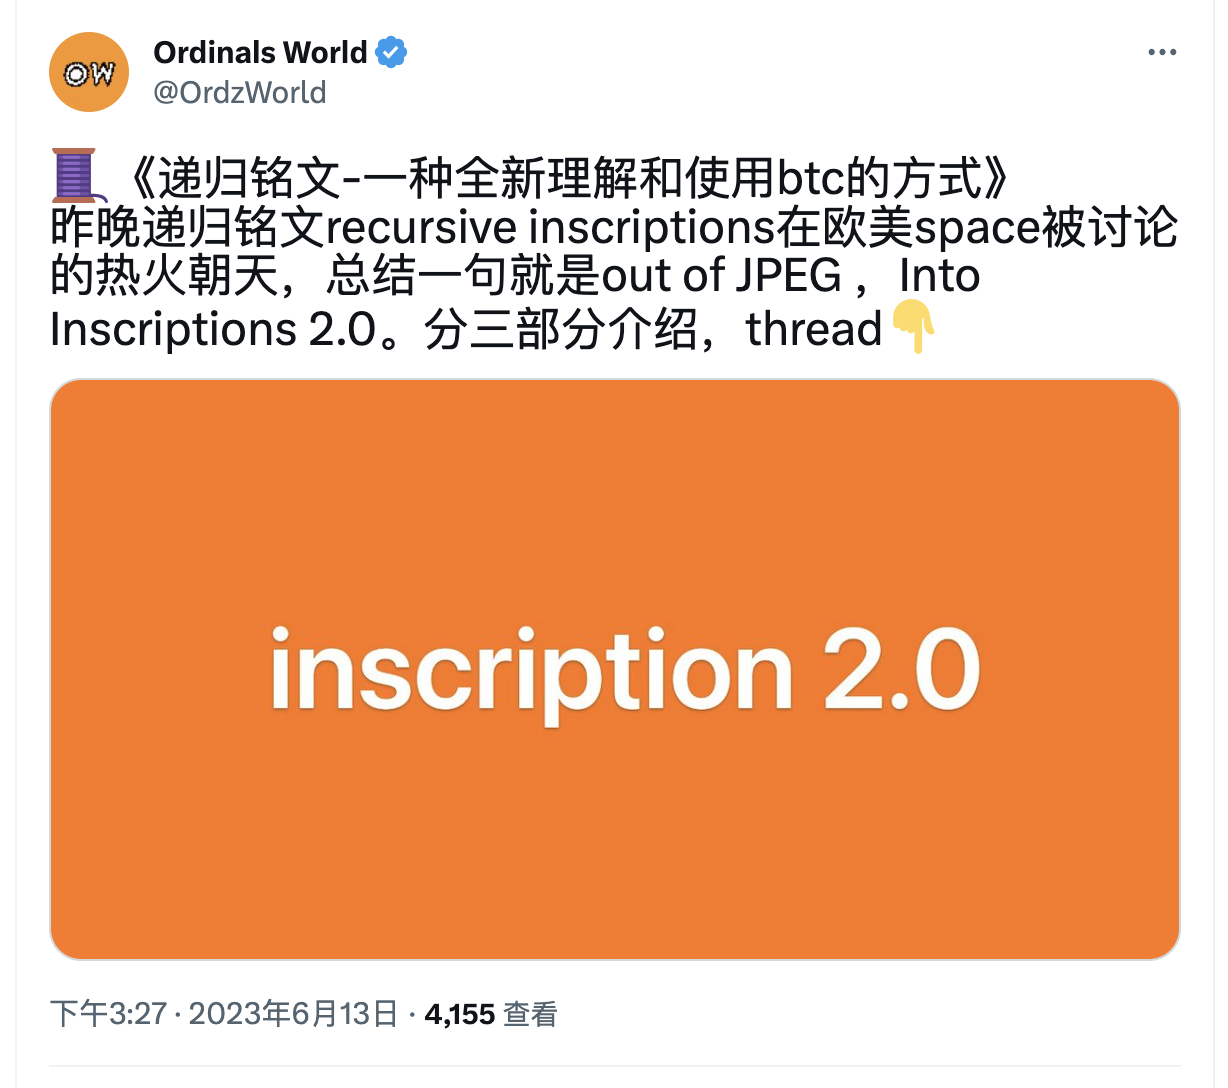 OW
Ordinals World
@OrdzWorld
🧵《递归铭文-一种全新理解和使用btc的方式》
昨晚递归铭文recursive inscriptions在欧美space被讨论
的热火朝天，总结一句就是out of JPEG ，Into
Inscriptions 2.0。分三部分介绍，thread👇
inscription 2.0
下午3:27 · 2023年6月13日 · 4,155 查看